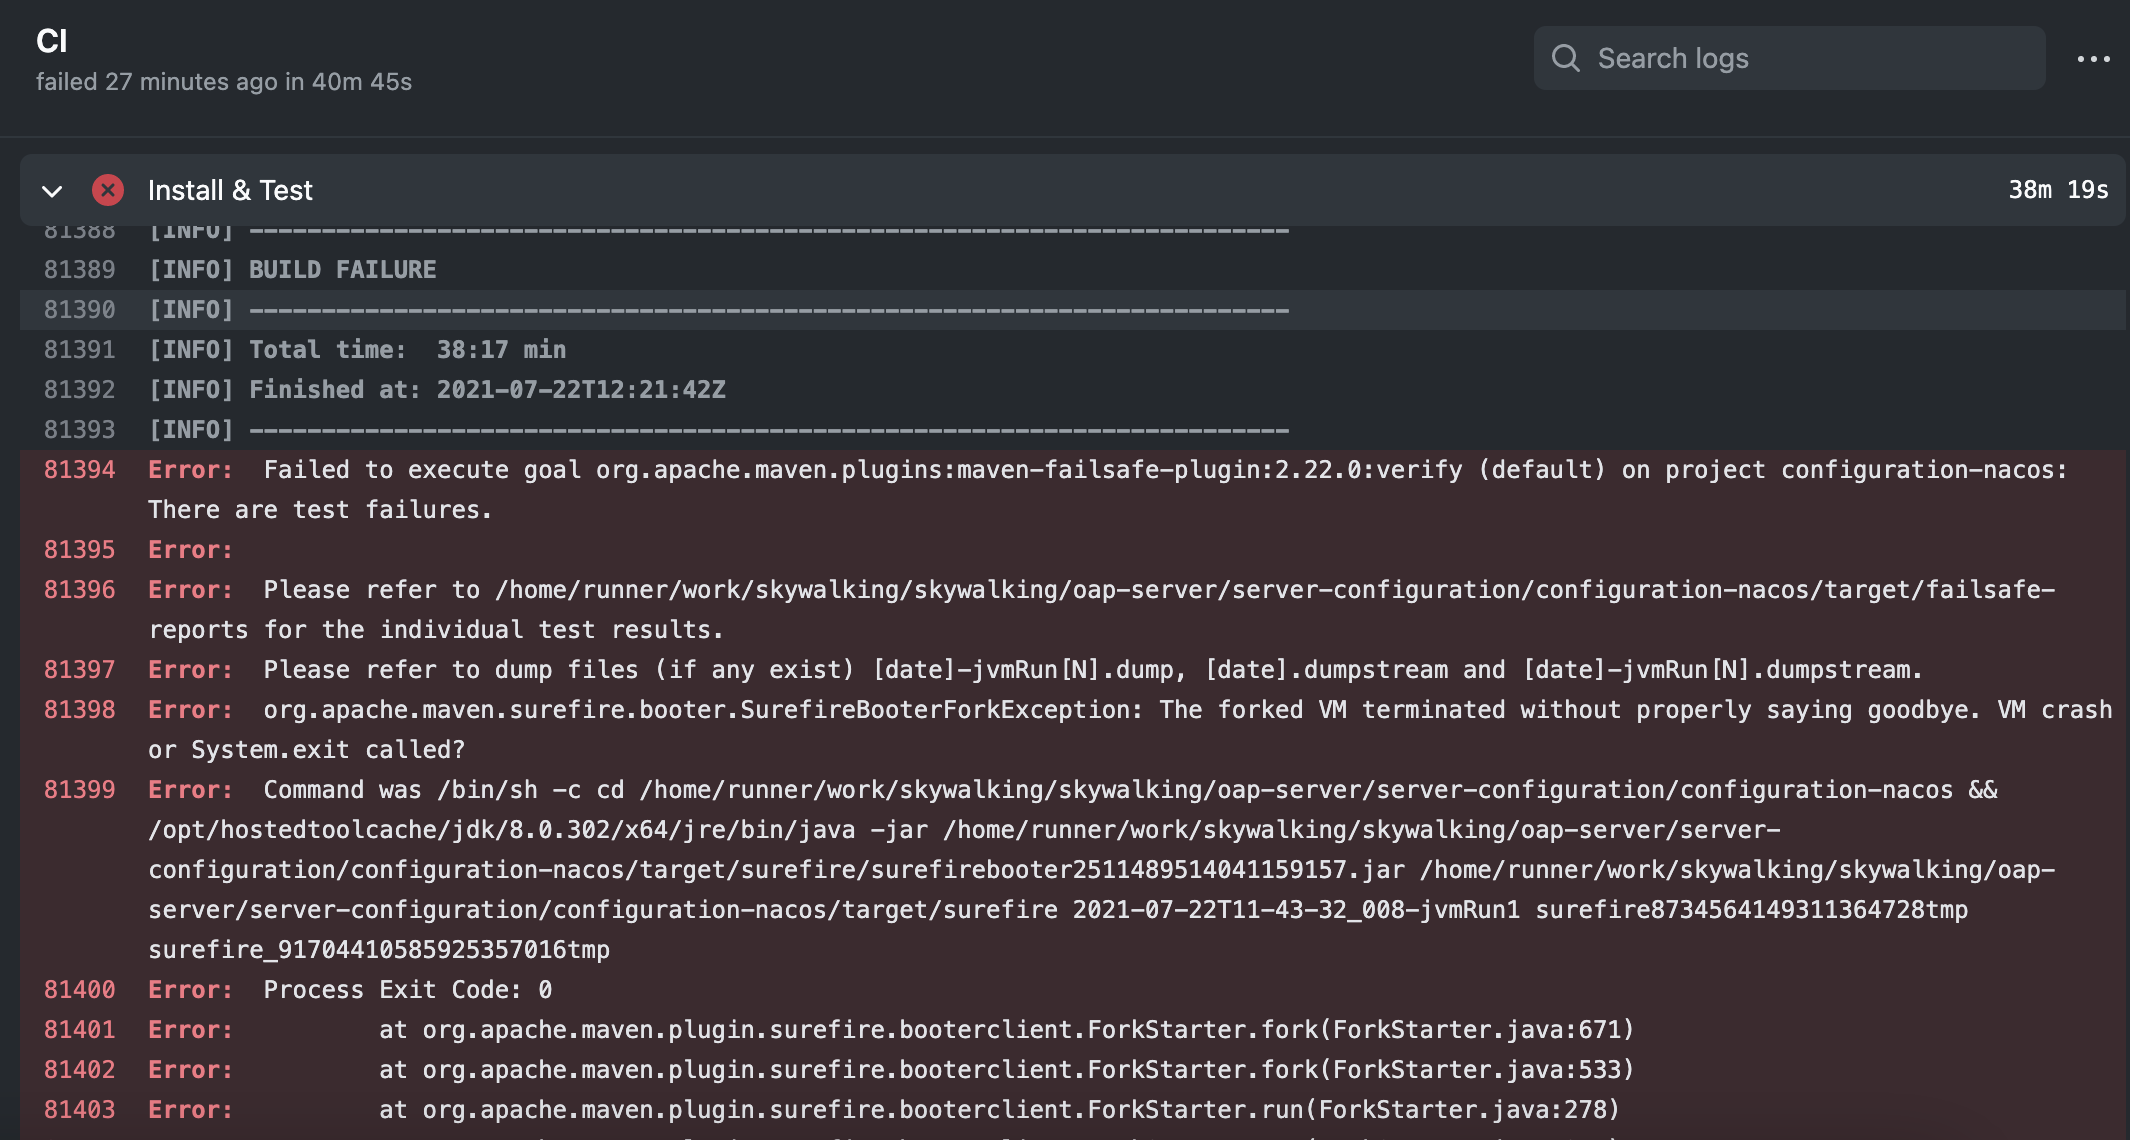 CI
failed 27 minutes ago in 40m 45s
Search logs
Install & Test
38m 19s
81388 [INFO] ------------------------------------------------------------------------
81389 [INFO] BUILD FAILURE
81390 [INFO] ------------------------------------------------------------------------
81391 [INFO] Total time:  38:17 min
81392 [INFO] Finished at: 2021-07-22T12:21:42Z
81393 [INFO] ------------------------------------------------------------------------
81394 Error:  Failed to execute goal org.apache.maven.plugins:maven-failsafe-plugin:2.22.0:verify (default) on project configuration-nacos:
There are test failures.
81395 Error:
81396 Error:  Please refer to /home/runner/work/skywalking/skywalking/oap-server/server-configuration/configuration-nacos/target/failsafe-
reports for the individual test results.
81397 Error:  Please refer to dump files (if any exist) [date]-jvmRun[N].dump, [date].dumpstream and [date]-jvmRun[N].dumpstream.
81398 Error:  org.apache.maven.surefire.booter.SurefireBooterForkException: The forked VM terminated without properly saying goodbye. VM crash
or System.exit called?
81399 Error:  Command was /bin/sh -c cd /home/runner/work/skywalking/skywalking/oap-server/server-configuration/configuration-nacos &&
/opt/hostedtoolcache/jdk/8.0.302/x64/jre/bin/java -jar /home/runner/work/skywalking/skywalking/oap-server/server-
configuration/configuration-nacos/target/surefire/surefirebooter2511489514041159157.jar /home/runner/work/skywalking/skywalking/oap-
server/server-configuration/configuration-nacos/target/surefire 2021-07-22T11-43-32_008-jvmRun1 surefire8734564149311364728tmp
surefire_91704410585925357016tmp
81400 Error:  Process Exit Code: 0
81401 Error:          at org.apache.maven.plugin.surefire.booterclient.ForkStarter.fork(ForkStarter.java:671)
81402 Error:          at org.apache.maven.plugin.surefire.booterclient.ForkStarter.fork(ForkStarter.java:533)
81403 Error:          at org.apache.maven.plugin.surefire.booterclient.ForkStarter.run(ForkStarter.java:278)